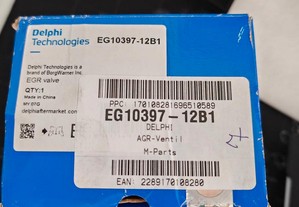 Delphi
Technologies
EG10397-12B1
Delphi Technologies is a
brand of BorgWarner Inc.
EGR valve
QTY:1
Made in China
delphiaftermarket.com
PPC: 170108281696510589
EG10397-12B1
DELPHI
AGR-Ventil
M-Parts
EAN: 2289170108280